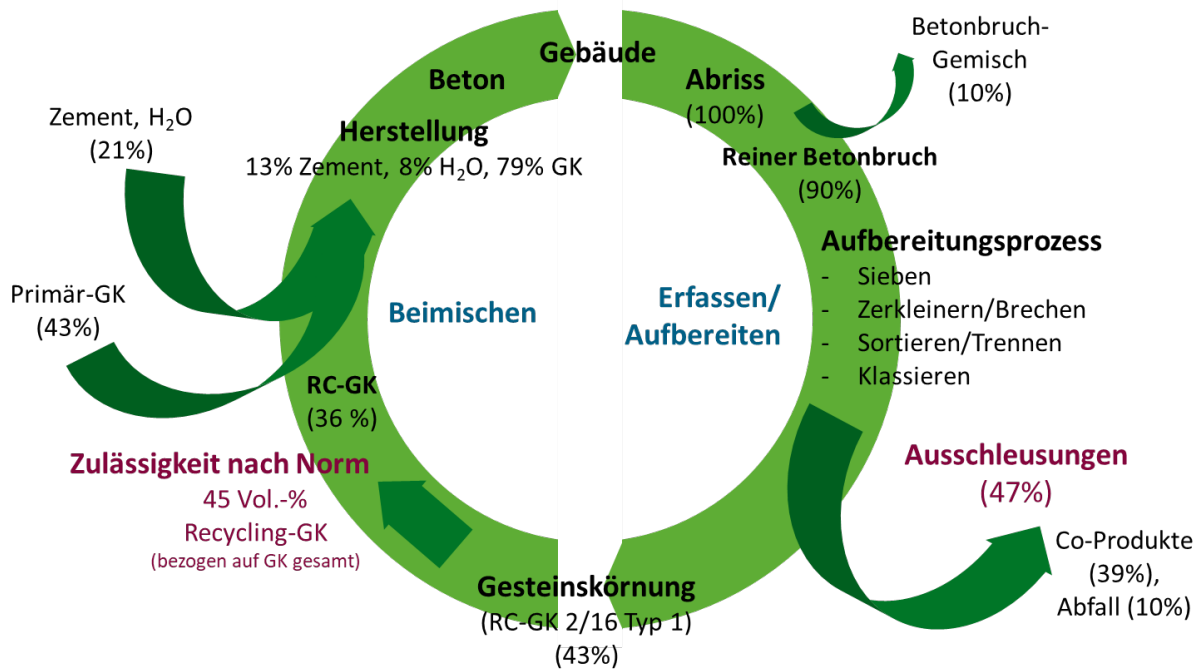 Gebäude
Beton
Herstellung
13% Zement, 8% H₂O, 79% GK
Zement, H₂O
(21%)
Primär-GK
(43%)
Beimischen
RC-GK
(36 %)
Zulässigkeit nach Norm
45 Vol.-%
Recycling-GK
(bezogen auf GK gesamt)
Abriss
(100%)
Betonbruch-
Gemisch
(10%)
Reiner Betonbruch
(90%)
Aufbereitungsprozess
- Sieben
- Zerkleinern/Brechen
- Sortieren/Trennen
- Klassieren
Erfassen/
Aufbereiten
Ausschleusungen
(47%)
Co-Produkte
(39%),
Abfall (10%)
Gesteinskörnung
(RC-GK 2/16 Typ 1)
(43%)